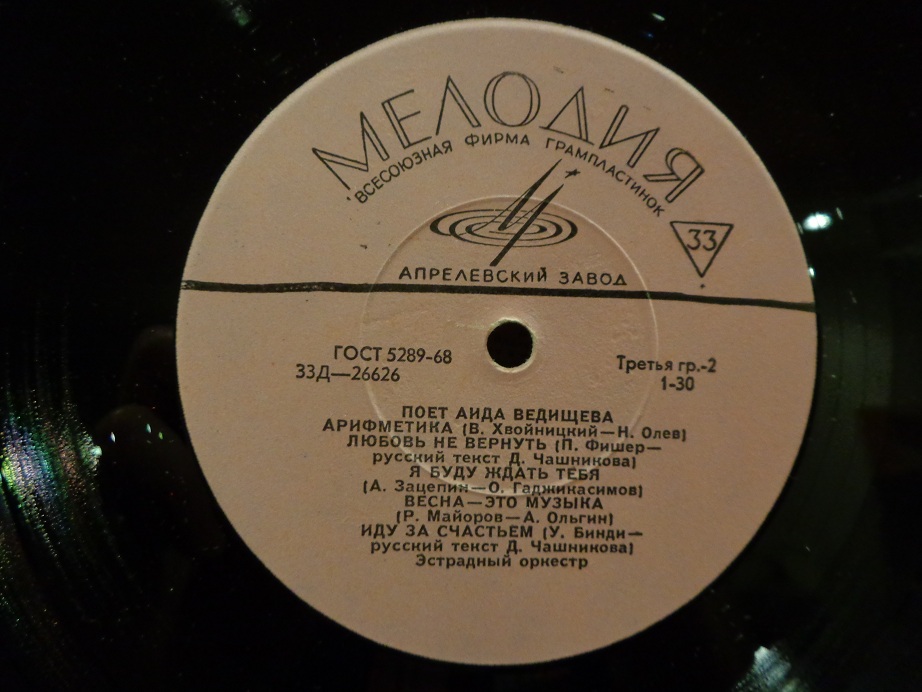 МЕЛОДИЯ
ВСЕСОЮЗНАЯ ФИРМА ГРАМПЛАСТИНОК
33
АПРЕЛЕВСКИЙ ЗАВОД
ГОСТ 5289-68
33Д—26626
Третья гр.-2
1-30
ПОЕТ АИДА ВЕДИЩЕВА
АРИФМЕТИКА (В. Хвойницкий—Н. Олев)
ЛЮБОВЬ НЕ ВЕРНУТЬ (П. Фишер—
русский текст Д. Чашникова)
Я БУДУ ЖДАТЬ ТЕБЯ
(А. Зацепин—О. Гаджикасимов)
ВЕСНА—ЭТО МУЗЫКА
(Р. Майоров—А. Ольгин)
ИДУ ЗА СЧАСТЬЕМ (У. Бинди—
русский текст Д. Чашникова)
Эстрадный оркестр